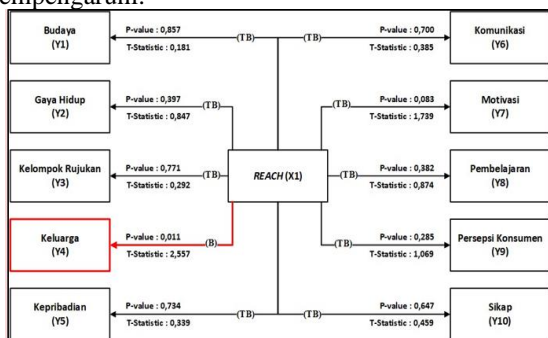 Budaya
(Y1)
P-value : 0,857
T-Statistic : 0,181
(TB)
P-value : 0,700
(TB)
T-Statistic : 0,385
Komunikasi
(Y6)
Gaya Hidup
(Y2)
P-value : 0,397
T-Statistic : 0,847
(TB)
P-value : 0,083
(TB)
T-Statistic : 1,739
Motivasi
(Y7)
Kelompok Rujukan
(Y3)
P-value : 0,771
T-Statistic : 0,292
(TB)
REACH (X1)
P-value : 0,382
(TB)
T-Statistic : 0,874
Pembelajaran
(Y8)
Keluarga
(Y4)
P-value : 0,011
T-Statistic : 2,557
(B)
P-value : 0,285
(TB)
T-Statistic : 1,069
Persepsi Konsumen
(Y9)
Kepribadian
(Y5)
P-value : 0,734
T-Statistic : 0,339
(TB)
P-value : 0,647
(TB)
T-Statistic : 0,459
Sikap
(Y10)